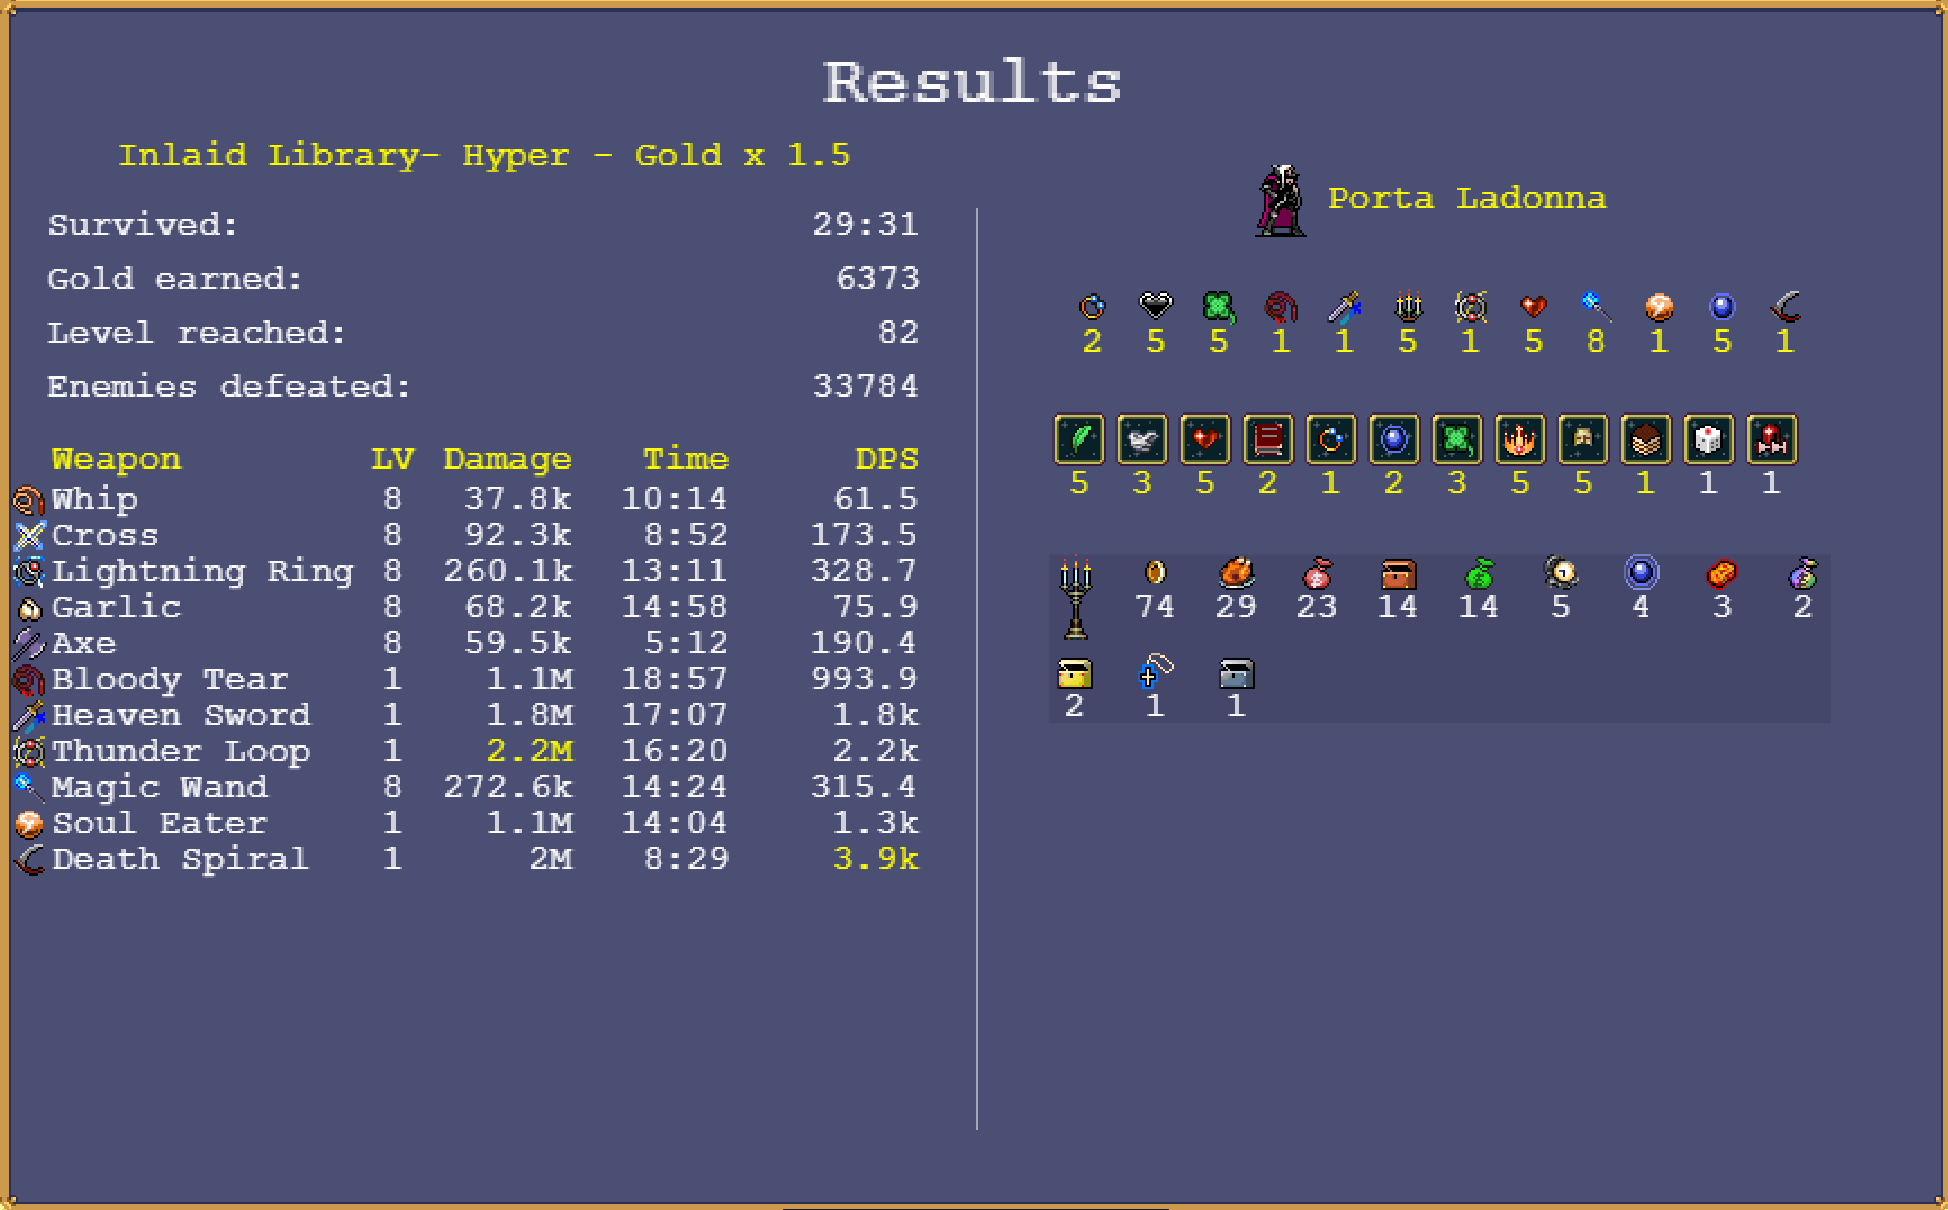 Results
Inlaid Library- Hyper - Gold x 1.5
Survived: 29:31
Gold earned: 6373
Level reached: 82
Enemies defeated: 33784
Weapon LV Damage Time DPS
Whip 8 37.8k 10:14 61.5
Cross 8 92.3k 8:52 173.5
Lightning Ring 8 260.1k 13:11 328.7
Garlic 8 68.2k 14:58 75.9
Axe 8 59.5k 5:12 190.4
Bloody Tear 1 1.1M 18:57 993.9
Heaven Sword 1 1.8M 17:07 1.8k
Thunder Loop 1 2.2M 16:20 2.2k
Magic Wand 8 272.6k 14:24 315.4
Soul Eater 1 1.1M 14:04 1.3k
Death Spiral 1 2M 8:29 3.9k
Porta Ladonna
2 5 5 1 1 5 1 5 8 1 5 1
5 3 5 2 1 2 3 5 5 1 1 1
74 29 23 14 14 5 4 3 2
2 1 1